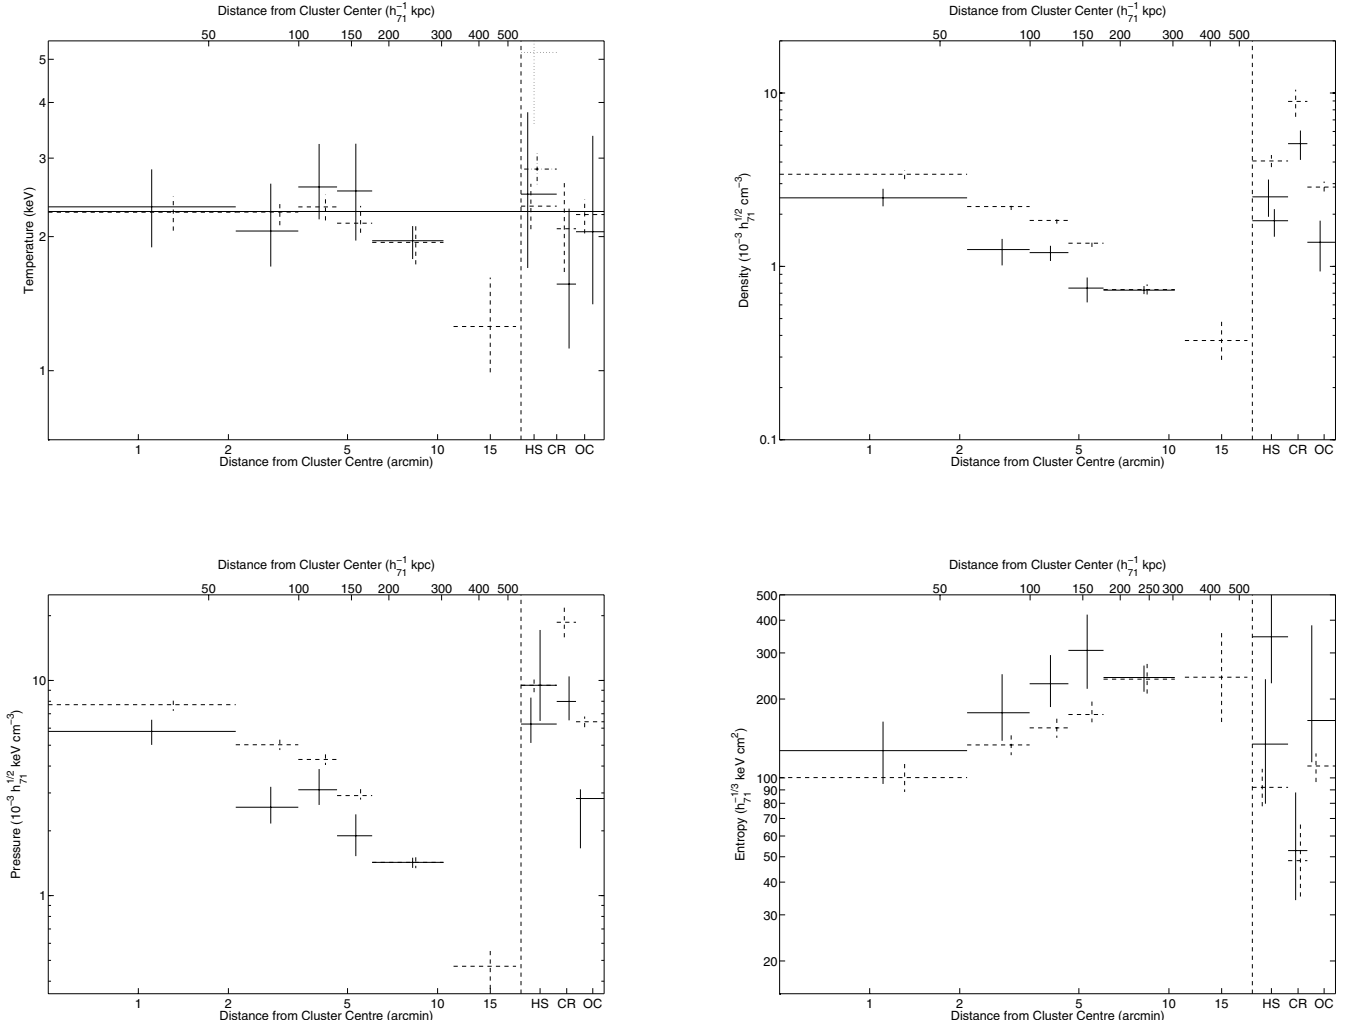 Distance from Cluster Center (h71^-1 kpc)
50 100 150 200 300 400 500
5
4
3
2
1
Temperature (keV)
1 2 5 10 15 HS CR OC
Distance from Cluster Centre (arcmin)
Distance from Cluster Center (h71^-1 kpc)
50 100 150 200 300 400 500
10
1
0.1
Density (10^-3 h71^1/2 cm^-3)
1 2 5 10 15 HS CR OC
Distance from Cluster Centre (arcmin)
Distance from Cluster Center (h71^-1 kpc)
50 100 150 200 300 400 500
10
1
Pressure (10^-3 h71^1/2 keV cm^-3)
1 2 5 10 15 HS CR OC
Distance from Cluster Centre (arcmin)
Distance from Cluster Center (h71^-1 kpc)
50 100 150 200 250 300 400 500
500
400
300
200
100
90
80
70
60
50
40
30
20
Entropy (h71^-1/3 keV cm^2)
1 2 5 10 15 HS CR OC
Distance from Cluster Centre (arcmin)